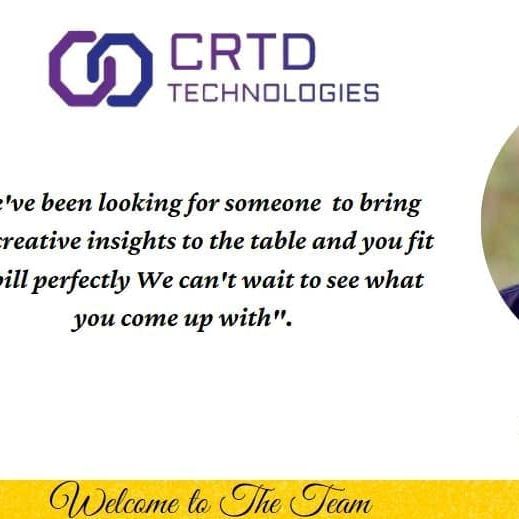 CRTD
TECHNOLOGIES
e've been looking for someone to bring
creative insights to the table and you fit
bill perfectly We can't wait to see what
you come up with".
Welcome to The Team